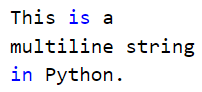 This is a
multiline string
in Python.